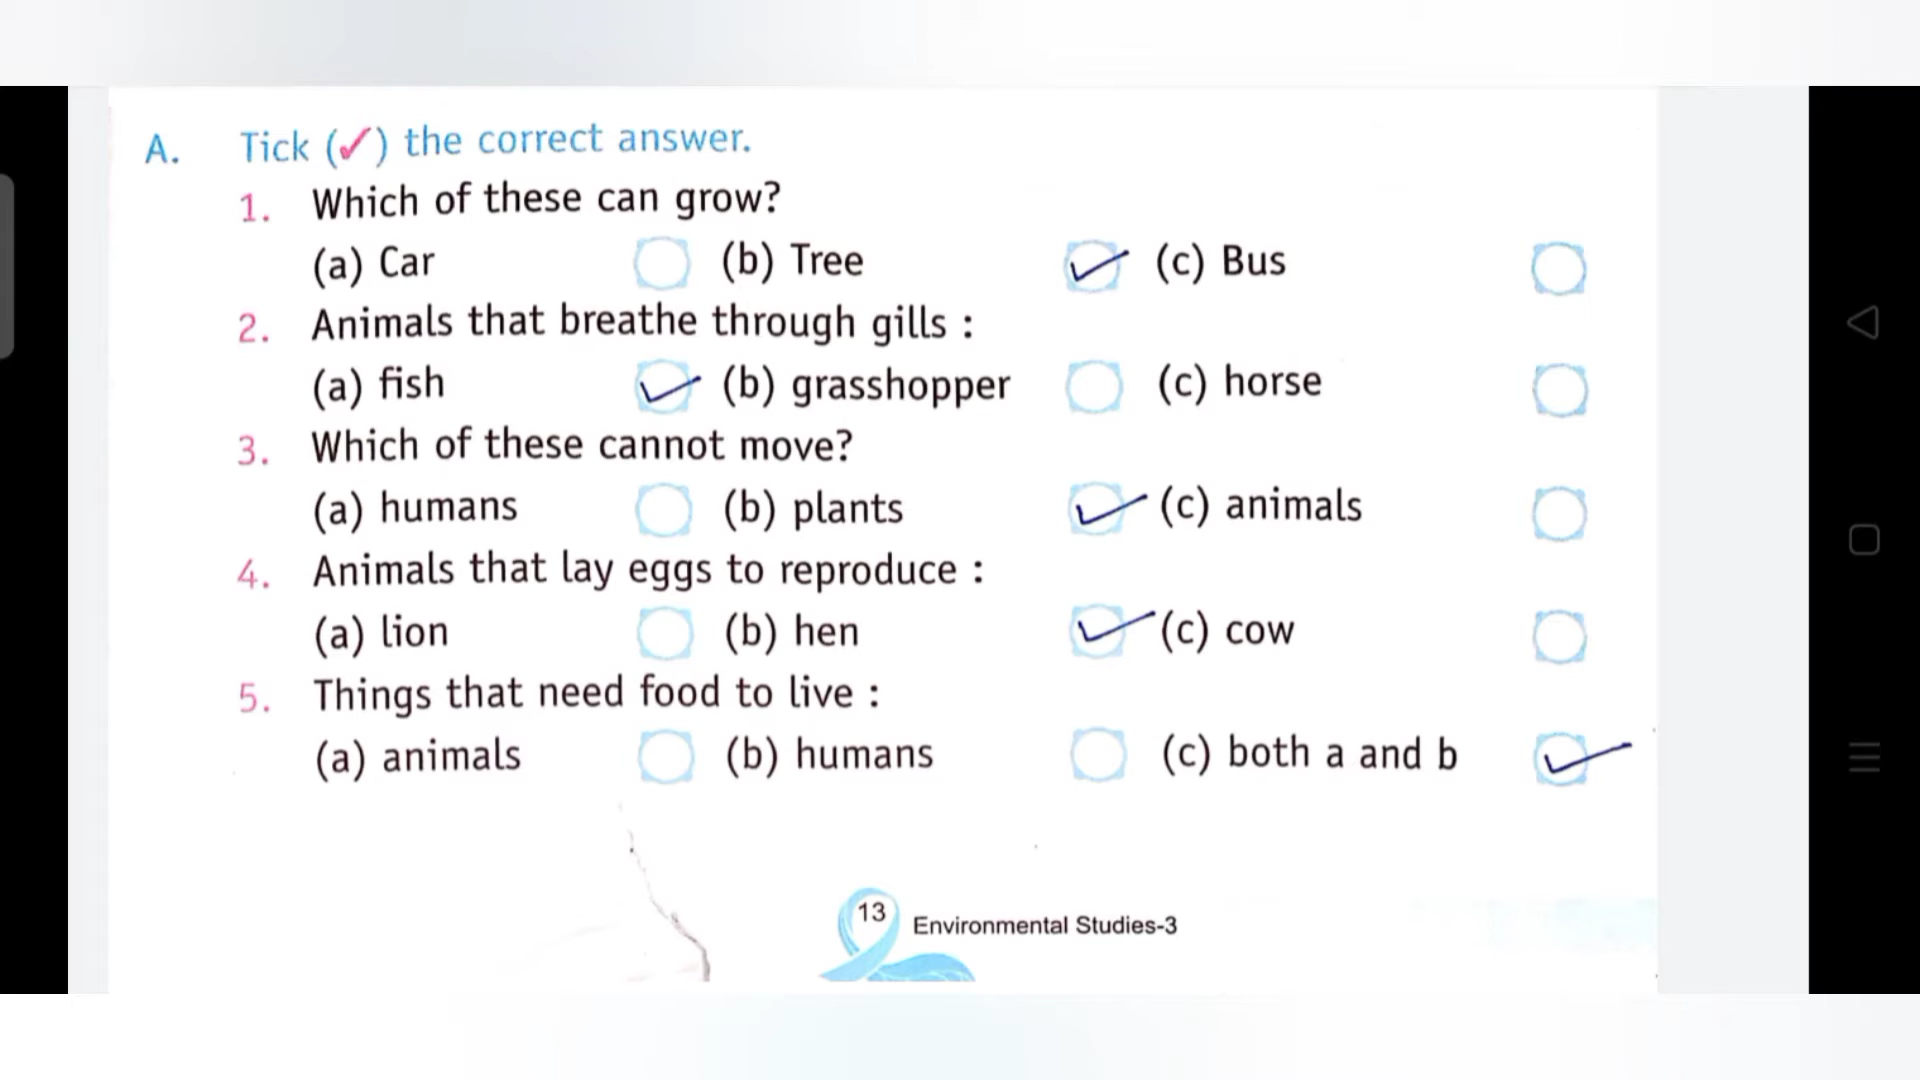 A. Tick (✓) the correct answer.
1. Which of these can grow?
(a) Car (b) Tree ✓ (c) Bus
2. Animals that breathe through gills :
(a) fish ✓ (b) grasshopper (c) horse
3. Which of these cannot move?
(a) humans (b) plants ✓ (c) animals
4. Animals that lay eggs to reproduce :
(a) lion (b) hen ✓ (c) cow
5. Things that need food to live :
(a) animals (b) humans (c) both a and b ✓
13 Environmental Studies-3